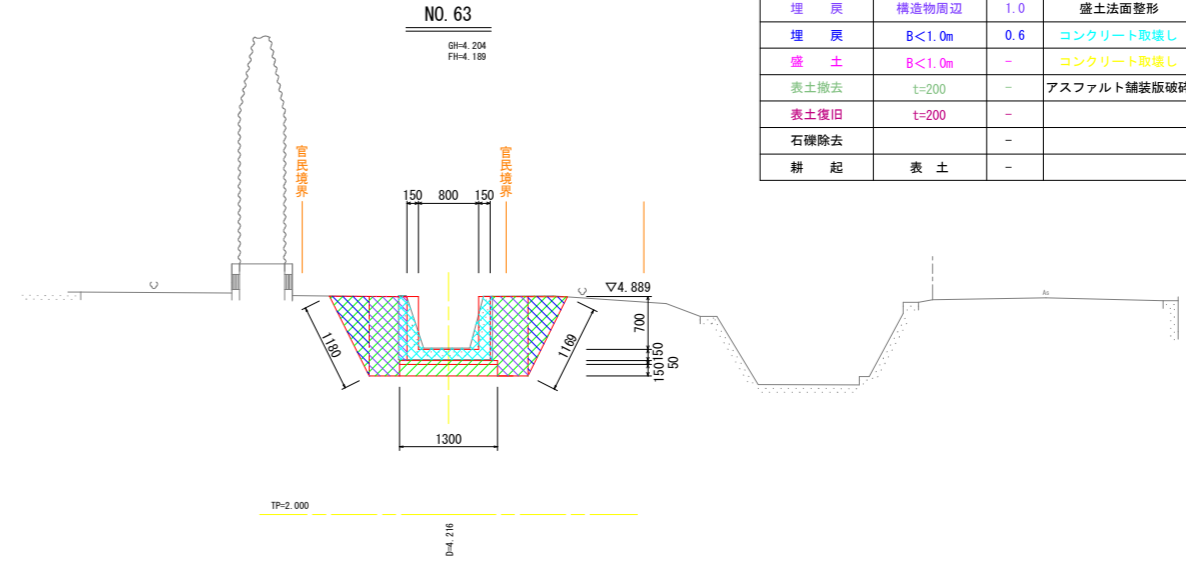 NO. 63
GH=4.204
FH=4.189
埋 戻 構造物周辺 1.0 盛土法面整形
埋 戻 B<1.0m 0.6 コンクリート取壊し
盛 土 B<1.0m - コンクリート取壊し
表土撤去 t=200 - アスファルト舗装版破砕
表土復旧 t=200 -
石礫除去 -
耕 起 表 土 -
官民境界
官民境界
150 800 150
▽4.889
700
150
50
150
1180
1169
1300
As
TP=2.000
D=4.216